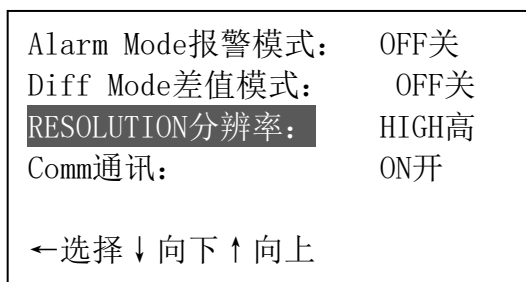 Alarm Mode报警模式： OFF关
Diff Mode差值模式： OFF关
RESOLUTION分辨率： HIGH高
Comm通讯： ON开
←选择↓向下↑向上